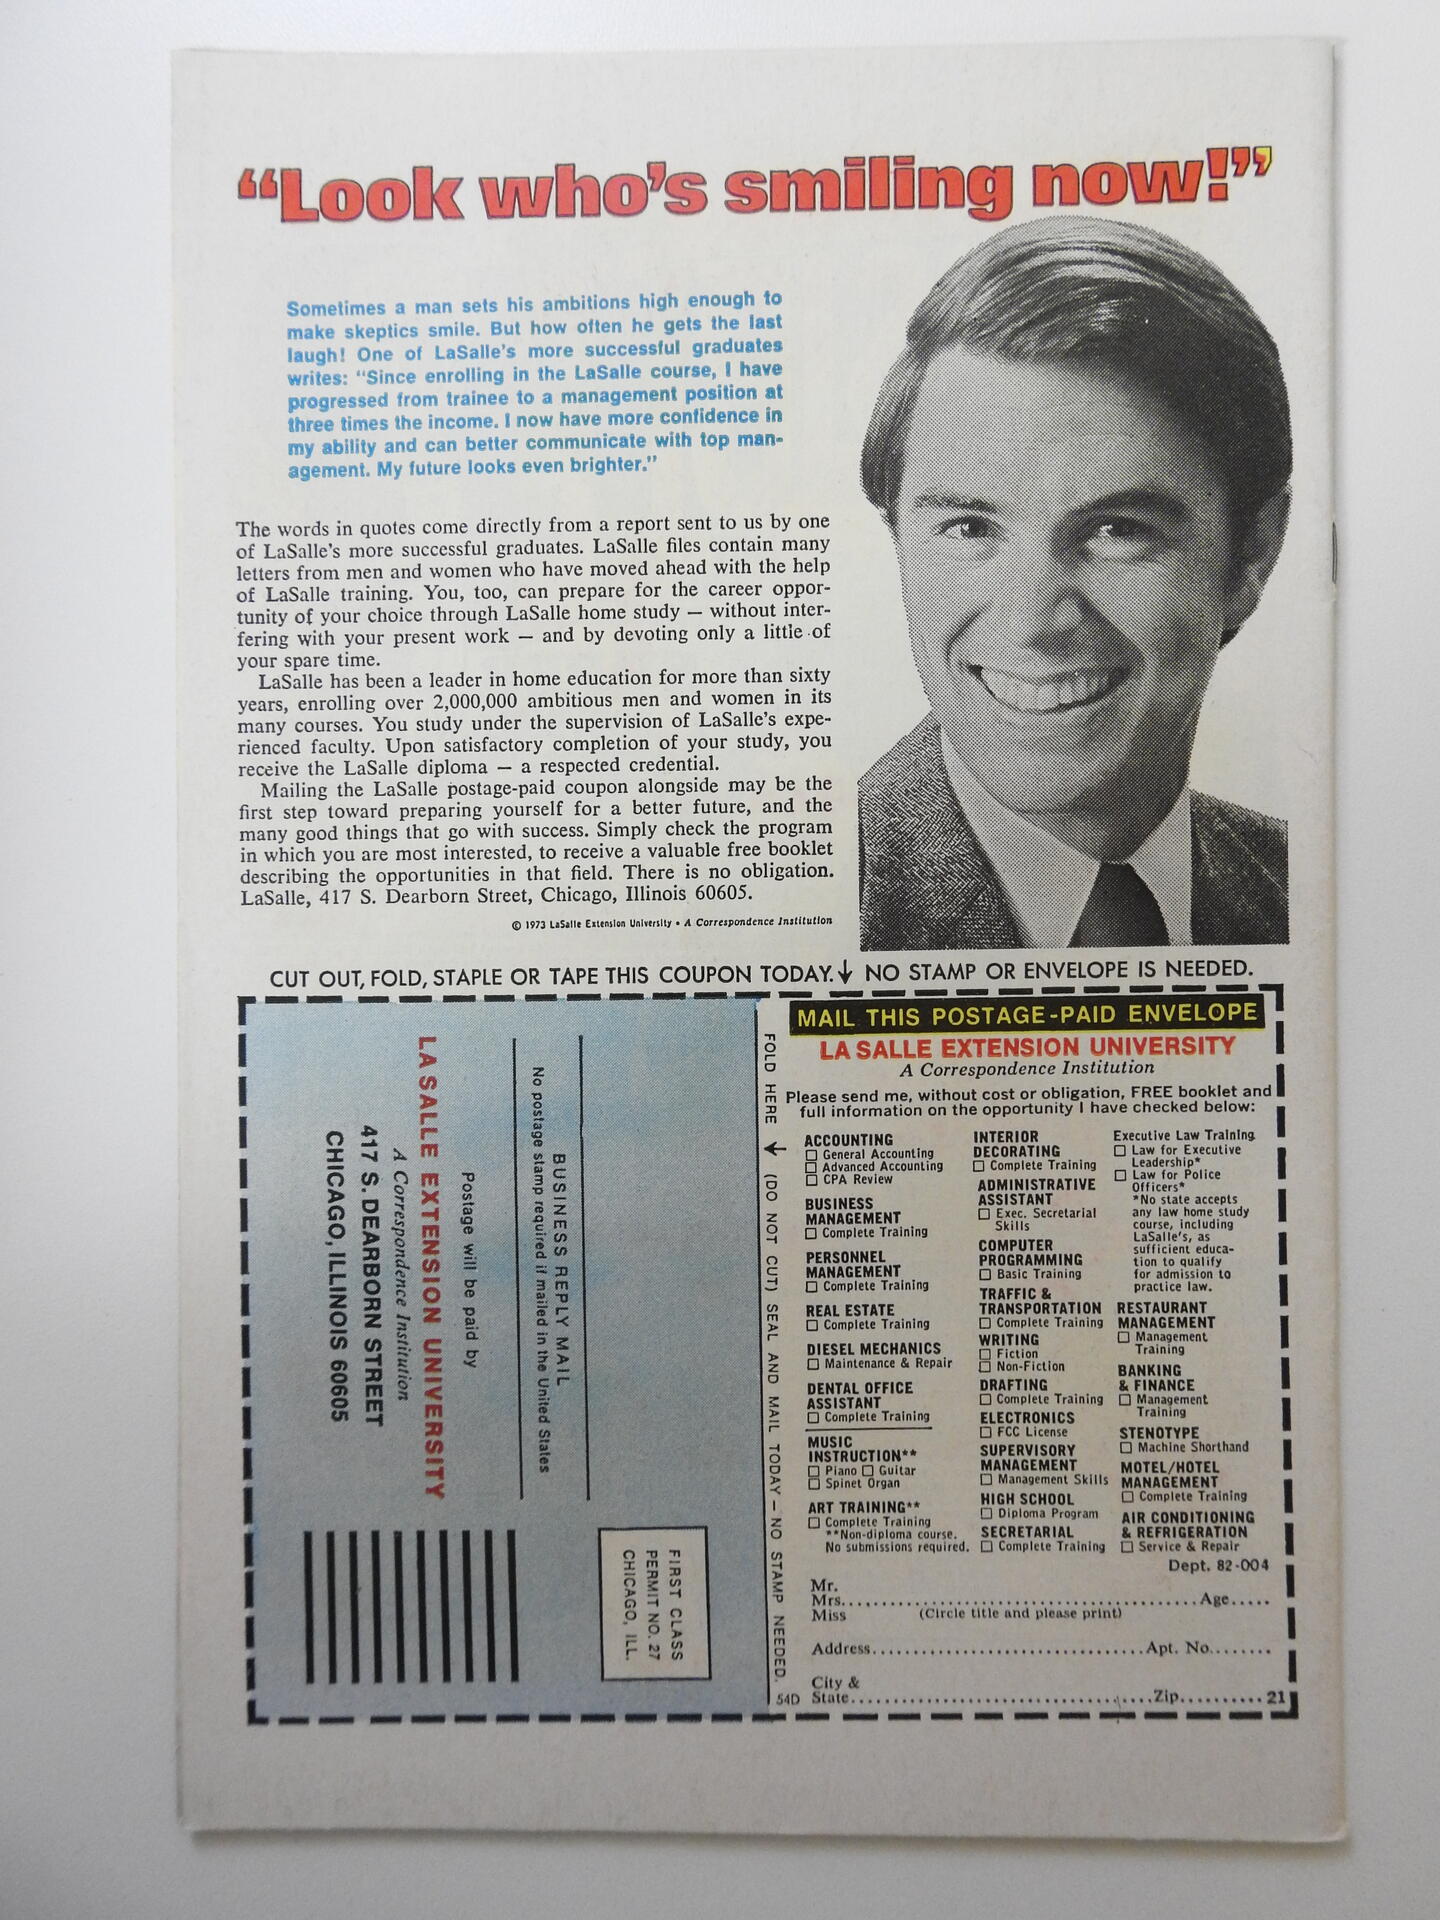 “Look who’s smiling now!”
Sometimes a man sets his ambitions high enough to
make skeptics smile. But how often he gets the last
laugh! One of LaSalle’s more successful graduates
writes: “Since enrolling in the LaSalle course, I have
progressed from trainee to a management position at
three times the income. I now have more confidence in
my ability and can better communicate with top man-
agement. My future looks even brighter.”
The words in quotes come directly from a report sent to us by one
of LaSalle’s more successful graduates. LaSalle files contain many
letters from men and women who have moved ahead with the help
of LaSalle training. You, too, can prepare for the career oppor-
tunity of your choice through LaSalle home study — without inter-
fering with your present work — and by devoting only a little of
your spare time.
LaSalle has been a leader in home education for more than sixty
years, enrolling over 2,000,000 ambitious men and women in its
many courses. You study under the supervision of LaSalle’s expe-
rienced faculty. Upon satisfactory completion of your study, you
receive the LaSalle diploma — a respected credential.
Mailing the LaSalle postage-paid coupon alongside may be the
first step toward preparing yourself for a better future, and the
many good things that go with success. Simply check the program
in which you are most interested, to receive a valuable free booklet
describing the opportunities in that field. There is no obligation.
LaSalle, 417 S. Dearborn Street, Chicago, Illinois 60605.
© 1973 LaSalle Extension University • A Correspondence Institution
CUT OUT, FOLD, STAPLE OR TAPE THIS COUPON TODAY.↓ NO STAMP OR ENVELOPE IS NEEDED.
FIRST CLASS
PERMIT NO. 27
CHICAGO, ILL.
BUSINESS REPLY MAIL
No postage stamp required if mailed in the United States
Postage will be paid by
LA SALLE EXTENSION UNIVERSITY
A Correspondence Institution
417 S. DEARBORN STREET
CHICAGO, ILLINOIS 60605
FOLD HERE → (DO NOT CUT) SEAL AND MAIL TODAY — NO STAMP NEEDED.
MAIL THIS POSTAGE-PAID ENVELOPE
LA SALLE EXTENSION UNIVERSITY
A Correspondence Institution
Please send me, without cost or obligation, FREE booklet and
full information on the opportunity I have checked below:
ACCOUNTING
☐ General Accounting
☐ Advanced Accounting
☐ CPA Review
BUSINESS
MANAGEMENT
☐ Complete Training
PERSONNEL
MANAGEMENT
☐ Complete Training
REAL ESTATE
☐ Complete Training
DIESEL MECHANICS
☐ Maintenance & Repair
DENTAL OFFICE
ASSISTANT
☐ Complete Training
MUSIC
INSTRUCTION**
☐ Piano ☐ Guitar
☐ Spinet Organ
ART TRAINING**
☐ Complete Training
**Non-diploma course.
No submissions required.
INTERIOR
DECORATING
☐ Complete Training
ADMINISTRATIVE
ASSISTANT
☐ Exec. Secretarial
Skills
COMPUTER
PROGRAMMING
☐ Basic Training
TRAFFIC &
TRANSPORTATION
☐ Complete Training
WRITING
☐ Fiction
☐ Non-Fiction
DRAFTING
☐ Complete Training
ELECTRONICS
☐ FCC License
SUPERVISORY
MANAGEMENT
☐ Management Skills
HIGH SCHOOL
☐ Diploma Program
SECRETARIAL
☐ Complete Training
Executive Law Training
☐ Law for Executive
Leadership*
☐ Law for Police
Officers*
*No state accepts
any law home study
course, including
LaSalle’s, as
sufficient educa-
tion to qualify
for admission to
practice law.
RESTAURANT
MANAGEMENT
☐ Management
Training
BANKING
& FINANCE
☐ Management
Training
STENOTYPE
☐ Machine Shorthand
MOTEL/HOTEL
MANAGEMENT
☐ Complete Training
AIR CONDITIONING
& REFRIGERATION
☐ Service & Repair
Dept. 82-004
Mr.
Mrs. Age
Miss (Circle title and please print)
Address Apt. No.
City &
54D State Zip 21